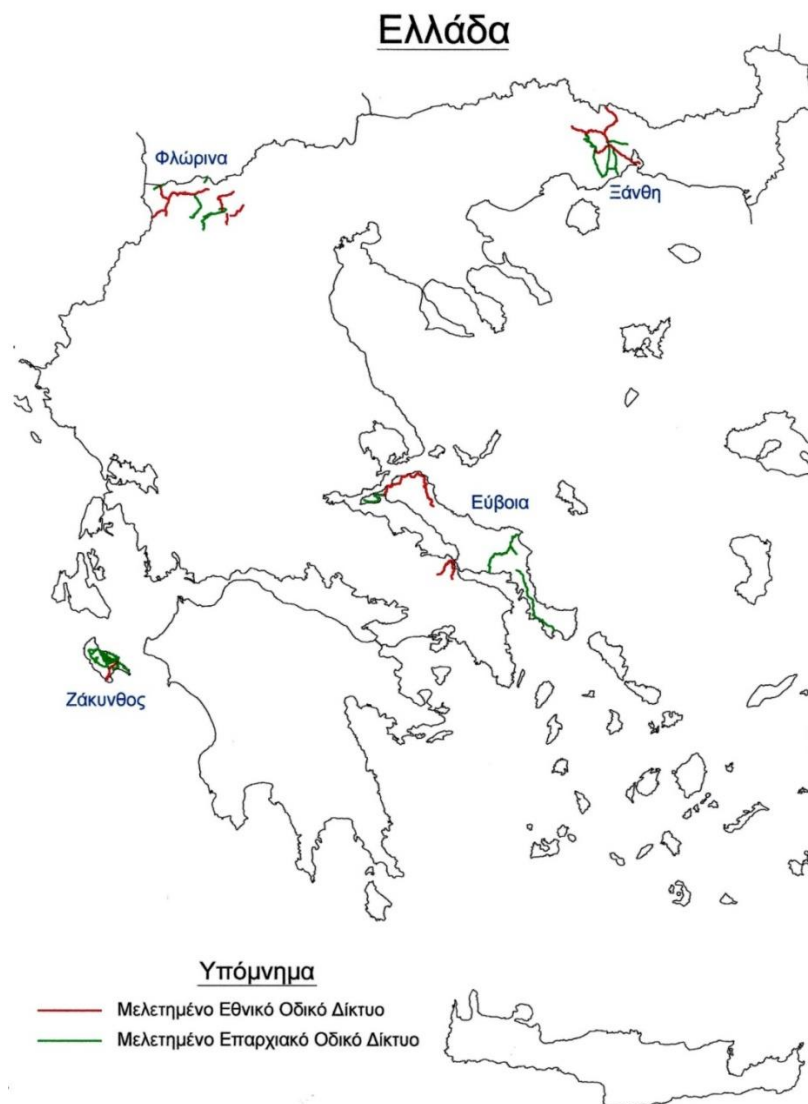 Ελλάδα
Φλώρινα
Ξάνθη
Εύβοια
Ζάκυνθος
Υπόμνημα
Μελετημένο Εθνικό Οδικό Δίκτυο
Μελετημένο Επαρχιακό Οδικό Δίκτυο